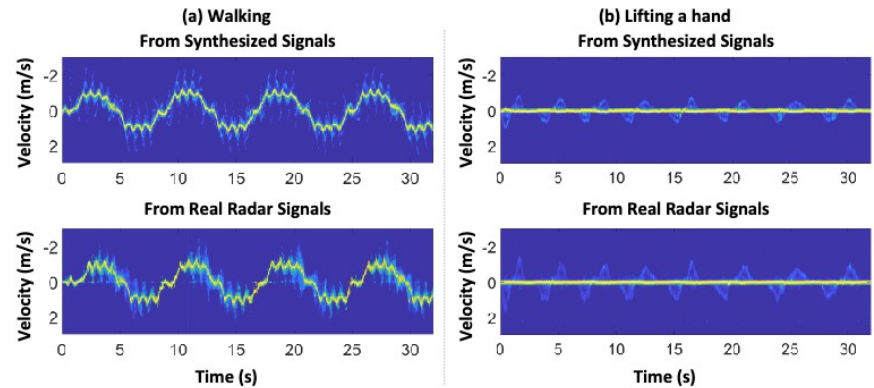 (a) Walking
From Synthesized Signals
Velocity (m/s)
-2
0
2
0 5 10 15 20 25 30
From Real Radar Signals
Velocity (m/s)
-2
0
2
0 5 10 15 20 25 30
Time (s)
(b) Lifting a hand
From Synthesized Signals
Velocity (m/s)
-2
0
2
0 5 10 15 20 25 30
From Real Radar Signals
Velocity (m/s)
-2
0
2
0 5 10 15 20 25 30
Time (s)